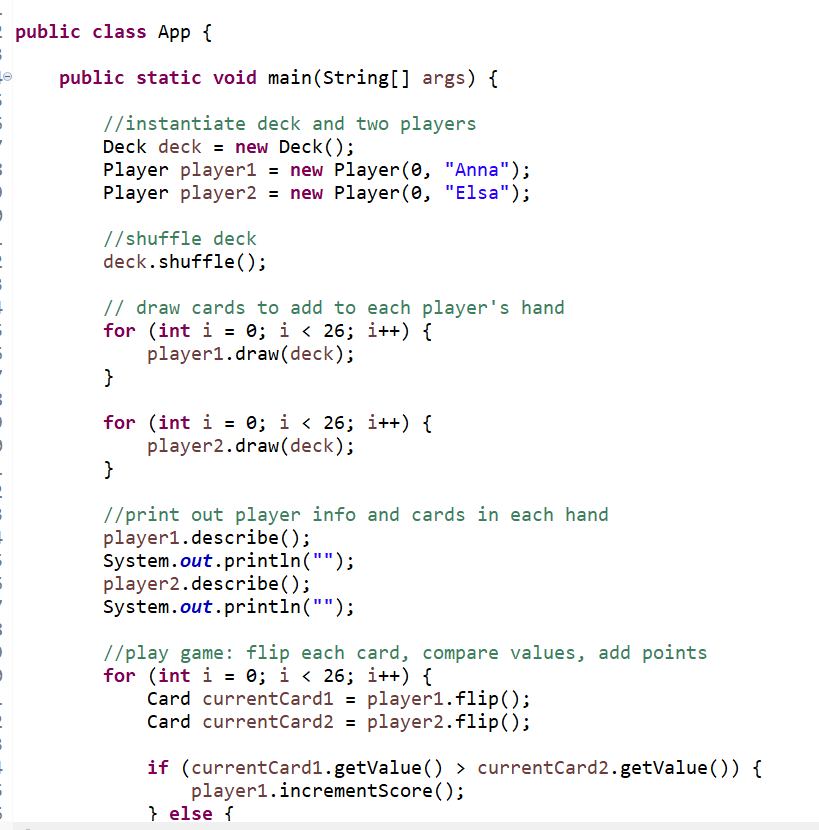 public class App {
public static void main(String[] args) {
//instantiate deck and two players
Deck deck = new Deck();
Player player1 = new Player(0, "Anna");
Player player2 = new Player(0, "Elsa");
//shuffle deck
deck.shuffle();
// draw cards to add to each player's hand
for (int i = 0; i < 26; i++) {
player1.draw(deck);
}
for (int i = 0; i < 26; i++) {
player2.draw(deck);
}
//print out player info and cards in each hand
player1.describe();
System.out.println("");
player2.describe();
System.out.println("");
//play game: flip each card, compare values, add points
for (int i = 0; i < 26; i++) {
Card currentCard1 = player1.flip();
Card currentCard2 = player2.flip();
if (currentCard1.getValue() > currentCard2.getValue()) {
player1.incrementScore();
} else {